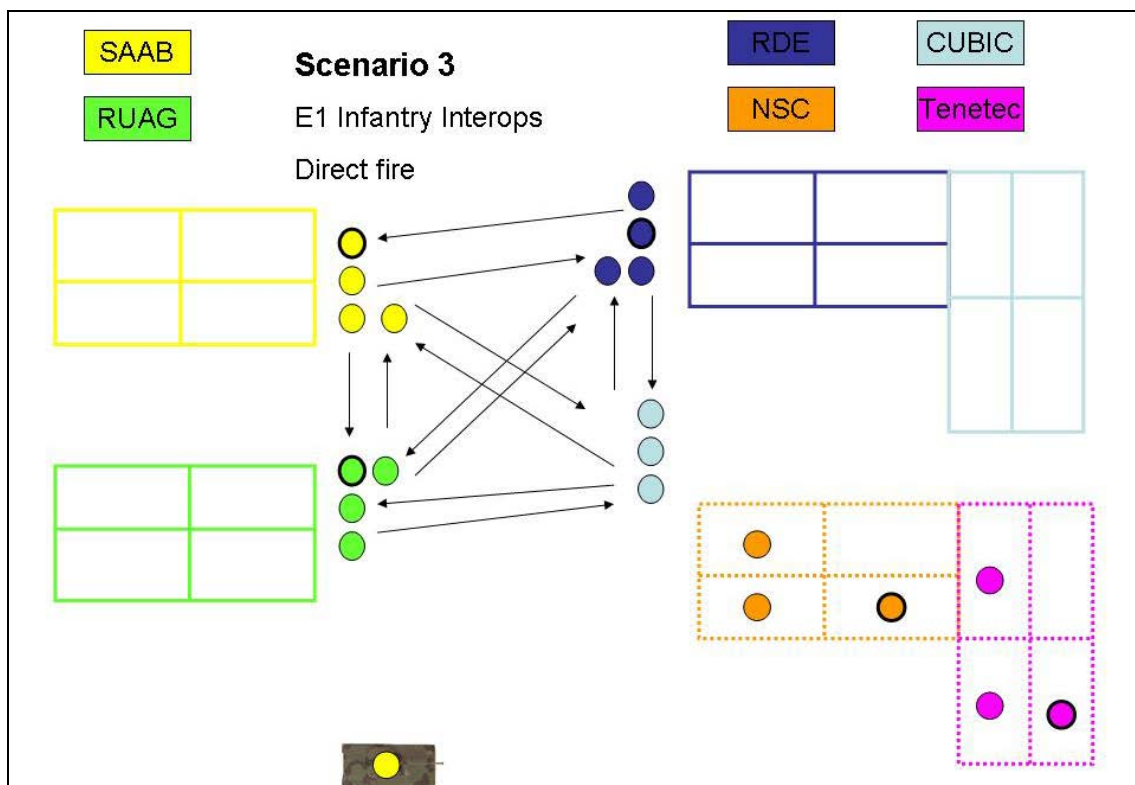 SAAB
RUAG
Scenario 3
E1 Infantry Interops
Direct fire
RDE
CUBIC
NSC
Tenetec